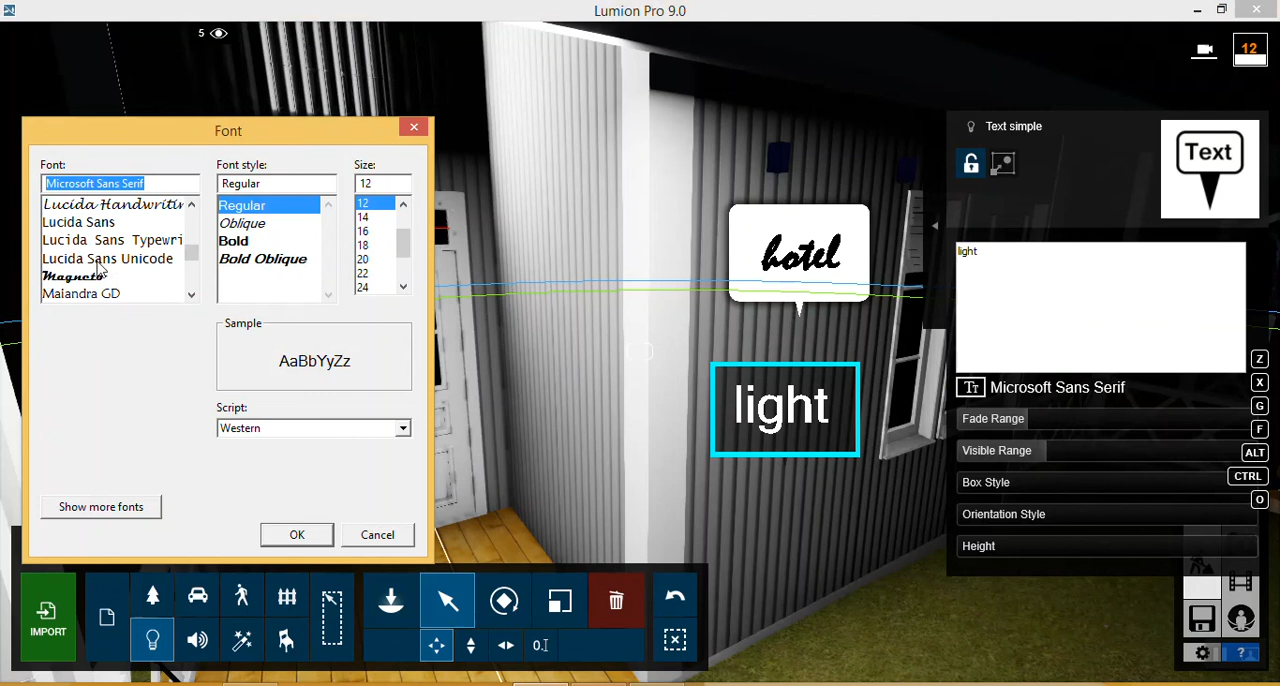 Lumion Pro 9.0
5
12
Font
Font:
Font style:
Size:
Microsoft Sans Serif
Regular
12
Lucida Handwritin
Lucida Sans
Lucida Sans Typewri
Lucida Sans Unicode
Magneto
Maiandra GD
Regular
Oblique
Bold
Bold Oblique
12
14
16
18
20
22
24
Sample
AaBbYyZz
Script:
Western
Show more fonts
OK
Cancel
hotel
light
Text simple
Text
light
TT Microsoft Sans Serif
Fade Range
Visible Range
Box Style
Orientation Style
Height
Z
X
G
F
ALT
CTRL
O
IMPORT
?